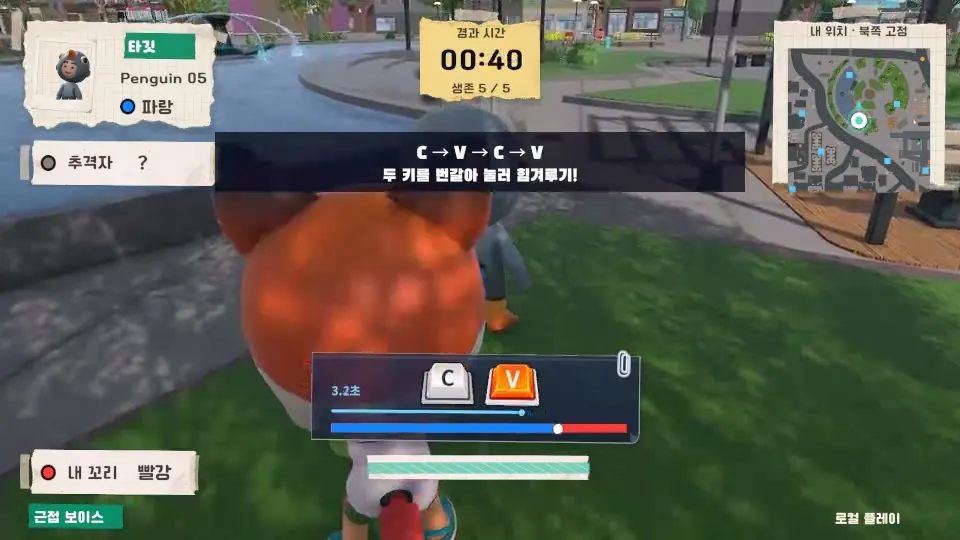 타깃
Penguin 05
파랑
추격자 ?
경과 시간
00:40
생존 5 / 5
내 위치 · 북쪽 고정
C → V → C → V
두 키를 번갈아 눌러 힘겨루기!
C V
3.2초
내 꼬리 빨강
근접 보이스
로컬 플레이